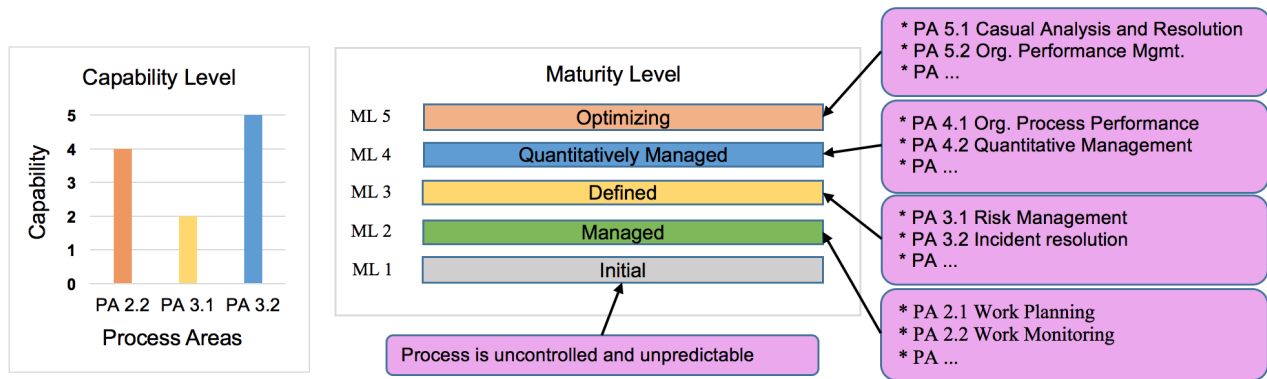 Capability Level
Capability
5
4
3
2
1
0
PA 2.2 PA 3.1 PA 3.2
Process Areas
Maturity Level
ML 5 Optimizing
ML 4 Quantitatively Managed
ML 3 Defined
ML 2 Managed
ML 1 Initial
Process is uncontrolled and unpredictable
* PA 5.1 Casual Analysis and Resolution
* PA 5.2 Org. Performance Mgmt.
* PA ...
* PA 4.1 Org. Process Performance
* PA 4.2 Quantitative Management
* PA ...
* PA 3.1 Risk Management
* PA 3.2 Incident resolution
* PA ...
* PA 2.1 Work Planning
* PA 2.2 Work Monitoring
* PA ...